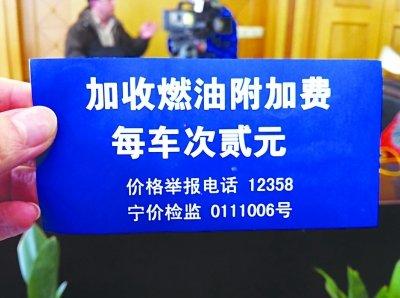 加收燃油附加费
每车次贰元
价格举报电话 12358
宁价检监 0111006号